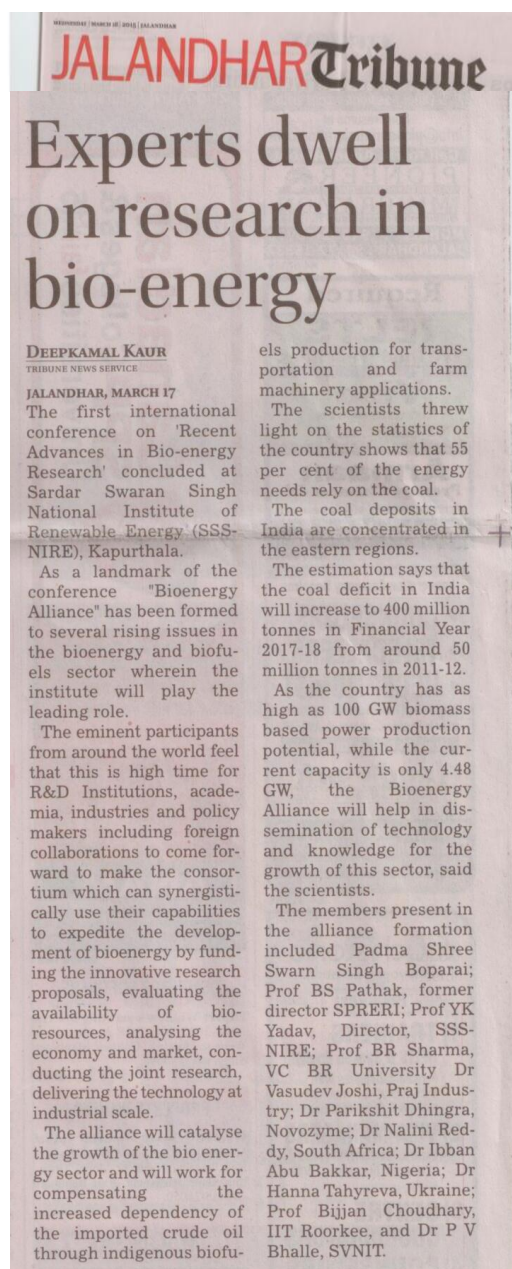 WEDNESDAY | MARCH 18 | 2015 | JALANDHAR
JALANDHAR Tribune
Experts dwell
on research in
bio-energy
DEEPKAMAL KAUR
TRIBUNE NEWS SERVICE
JALANDHAR, MARCH 17
The first international
conference on 'Recent
Advances in Bio-energy
Research' concluded at
Sardar Swaran Singh
National Institute of
Renewable Energy (SSS-
NIRE), Kapurthala.
As a landmark of the
conference "Bioenergy
Alliance" has been formed
to several rising issues in
the bioenergy and biofu-
els sector wherein the
institute will play the
leading role.
The eminent participants
from around the world feel
that this is high time for
R&D Institutions, acade-
mia, industries and policy
makers including foreign
collaborations to come for-
ward to make the consor-
tium which can synergisti-
cally use their capabilities
to expedite the develop-
ment of bioenergy by fund-
ing the innovative research
proposals, evaluating the
availability of bio-
resources, analysing the
economy and market, con-
ducting the joint research,
delivering the technology at
industrial scale.
The alliance will catalyse
the growth of the bio ener-
gy sector and will work for
compensating the
increased dependency of
the imported crude oil
through indigenous biofu-
els production for trans-
portation and farm
machinery applications.
The scientists threw
light on the statistics of
the country shows that 55
per cent of the energy
needs rely on the coal.
The coal deposits in
India are concentrated in
the eastern regions.
The estimation says that
the coal deficit in India
will increase to 400 million
tonnes in Financial Year
2017-18 from around 50
million tonnes in 2011-12.
As the country has as
high as 100 GW biomass
based power production
potential, while the cur-
rent capacity is only 4.48
GW, the Bioenergy
Alliance will help in dis-
semination of technology
and knowledge for the
growth of this sector, said
the scientists.
The members present in
the alliance formation
included Padma Shree
Swarn Singh Boparai;
Prof BS Pathak, former
director SPRERI; Prof YK
Yadav, Director, SSS-
NIRE; Prof BR Sharma,
VC BR University Dr
Vasudev Joshi, Praj Indus-
try; Dr Parikshit Dhingra,
Novozyme; Dr Nalini Red-
dy, South Africa; Dr Ibban
Abu Bakkar, Nigeria; Dr
Hanna Tahyreva, Ukraine;
Prof Bijjan Choudhary,
IIT Roorkee, and Dr P V
Bhalle, SVNIT.